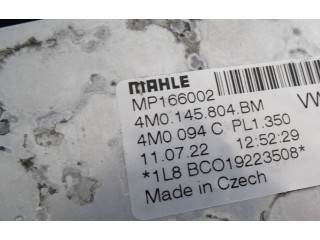 MAHLE
MP166002
4M0.145.804.BM VW
4M0 094 C PL1.350
11.07.22 12:52:29
*1L8 BCO19223508*
Made in Czech